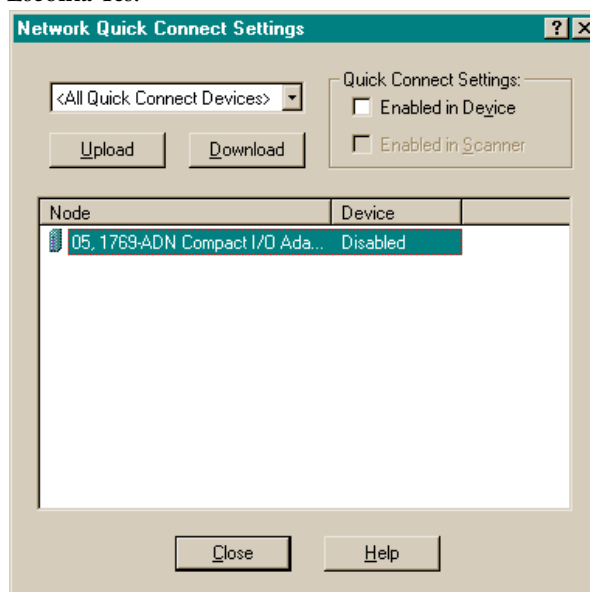 Network Quick Connect Settings
<All Quick Connect Devices>
Quick Connect Settings:
Enabled in Device
Upload
Download
Enabled in Scanner
Node
Device
05, 1769-ADN Compact I/O Ada...
Disabled
Close
Help